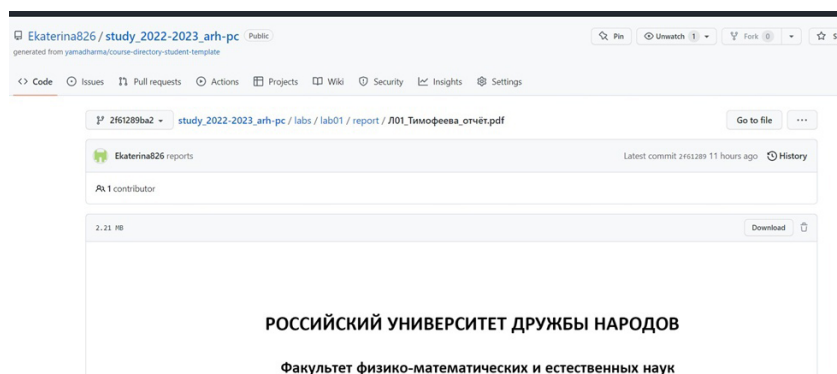 Ekaterina826 / study_2022-2023_arh-pc Public
Pin Unwatch 1 Fork 0 S
generated from yamadharma/course-directory-student-template
<> Code Issues Pull requests Actions Projects Wiki Security Insights Settings
2f61289ba2 study_2022-2023_arh-pc / labs / lab01 / report / Л01_Тимофеева_отчёт.pdf Go to file ...
Ekaterina826 reports Latest commit 2f61289 11 hours ago History
1 contributor
2.21 MB Download
РОССИЙСКИЙ УНИВЕРСИТЕТ ДРУЖБЫ НАРОДОВ
Факультет физико-математических и естественных наук